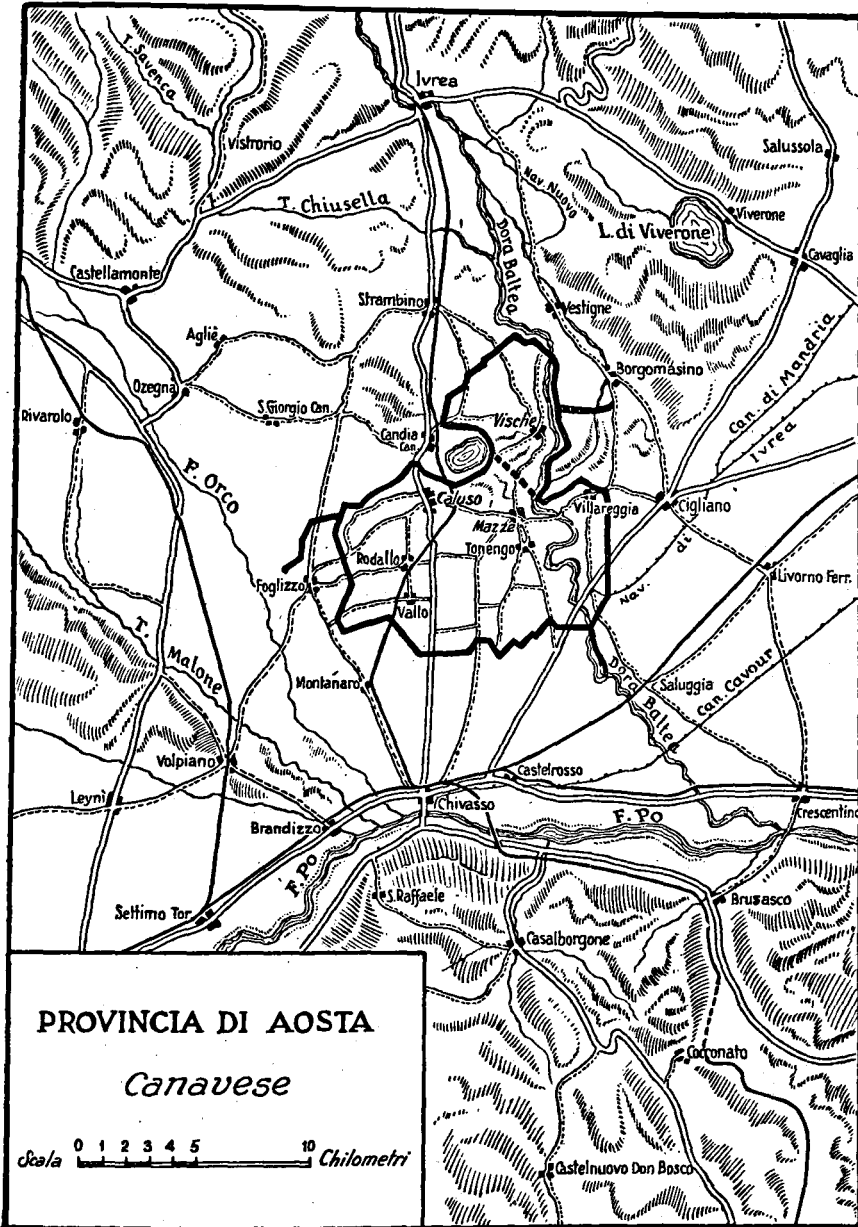 T. Savenca
Ivrea
Vistrorio
Salussola
T. Chiusella
Nav. Nuovo
Viverone
L. di Viverone
Dora Baltea
Cavaglia
Castellamonte
Strambino
Vestignè
Agliè
Borgomasino
Ozegna
Can. di Mandria
Rivarolo
S. Giorgio Can.
Vische
Candia
Can.
Ivrea
F. Orco
Caluso
Villareggia
Cigliano
Mazzè
Tonengo
di
Rodallo
Foglizzo
Nav.
Livorno Ferr.
Vallo
T. Malone
Montanaro
Saluggia
Dora Baltea
Can. Cavour
Volpiano
Castelrosso
Leynì
Chivasso
Crescentino
Brandizzo
F. Po
F. Po
S. Raffaele
Brusasco
Settimo Tor.
Casalborgone
Cocconato
Castelnuovo Don Bosco
PROVINCIA DI AOSTA
Canavese
Scala 0 1 2 3 4 5 10 Chilometri